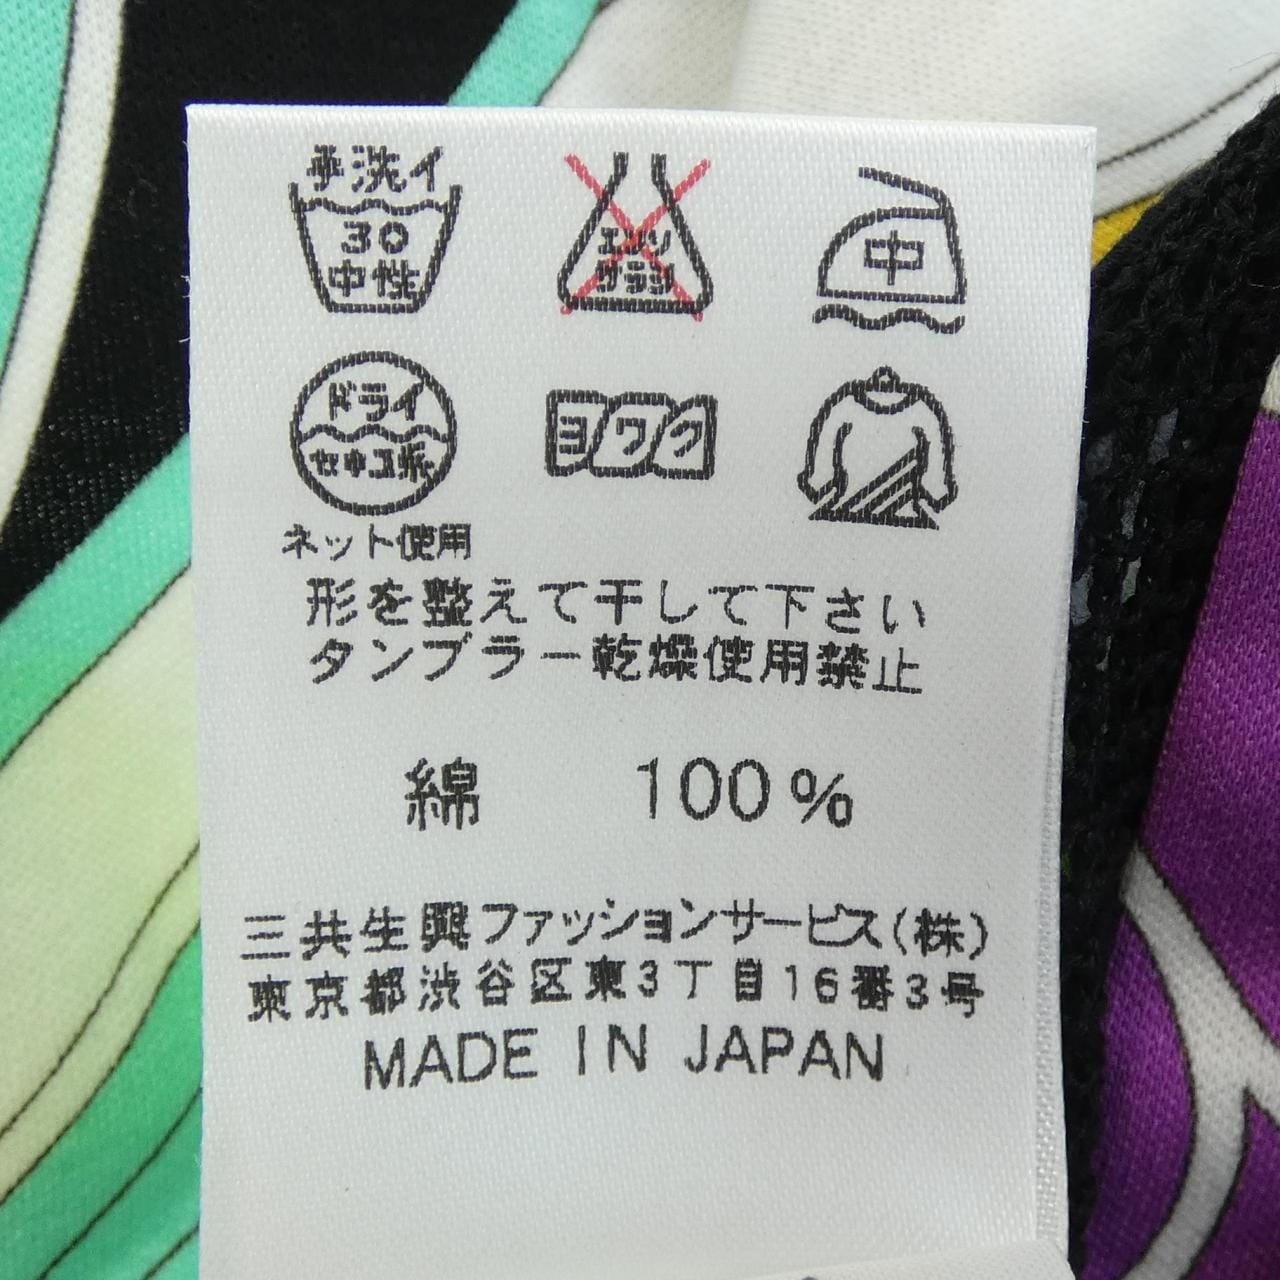 手洗イ
30
中性
エンソ
サラシ
中
ドライ
セキユ系
ヨワク
ネット使用
形を整えて干して下さい
タンブラー乾燥使用禁止
綿 100%
三共生興ファッションサービス(株)
東京都渋谷区東3丁目16番3号
MADE IN JAPAN